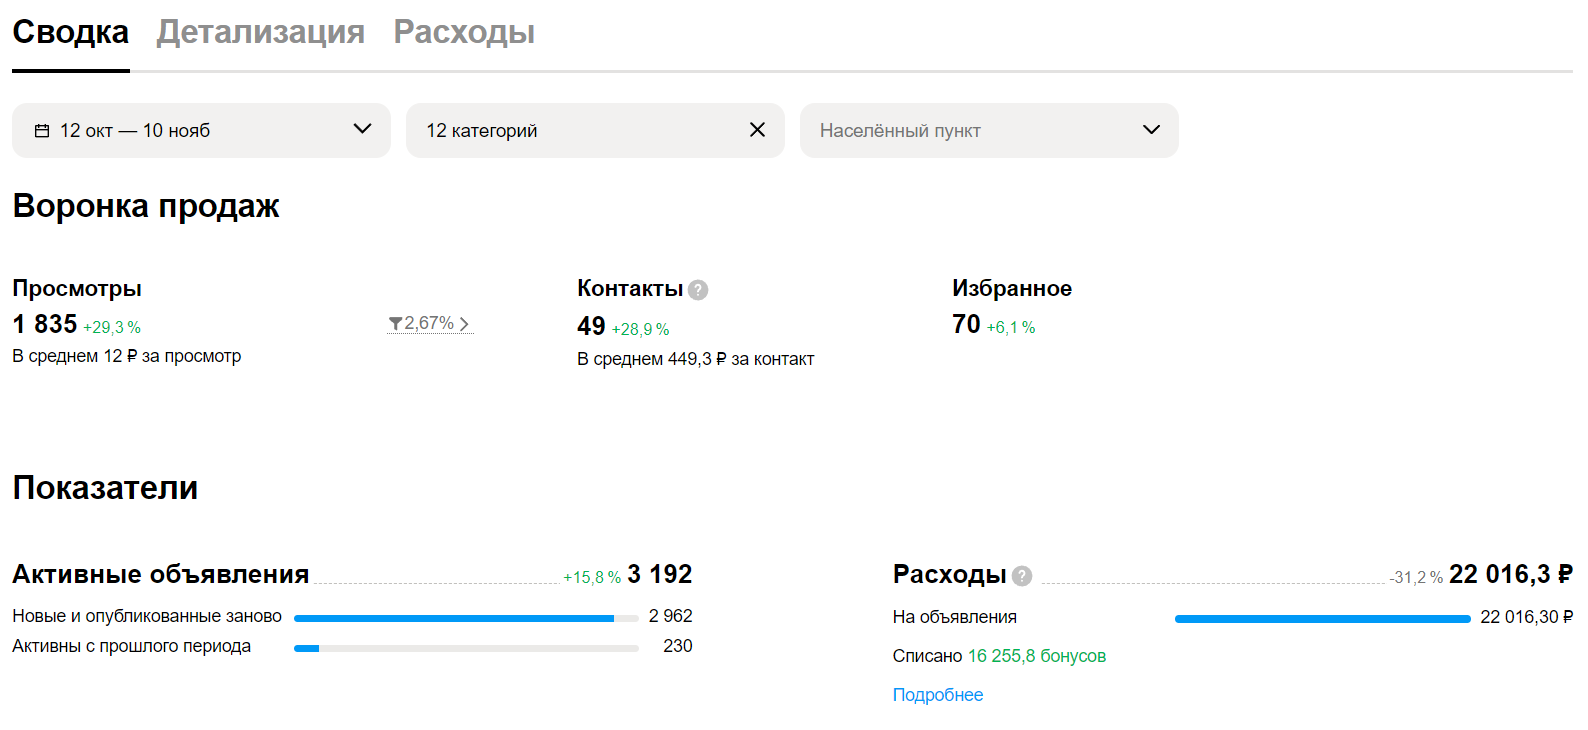 Сводка Детализация Расходы
12 окт — 10 нояб
12 категорий
Населённый пункт
Воронка продаж
Просмотры
1 835 +29,3 %
В среднем 12 ₽ за просмотр
2,67%
Контакты ?
49 +28,9 %
В среднем 449,3 ₽ за контакт
Избранное
70 +6,1 %
Показатели
Активные объявления +15,8 % 3 192
Новые и опубликованные заново 2 962
Активны с прошлого периода 230
Расходы ? -31,2 % 22 016,3 ₽
На объявления 22 016,30 ₽
Списано 16 255,8 бонусов
Подробнее